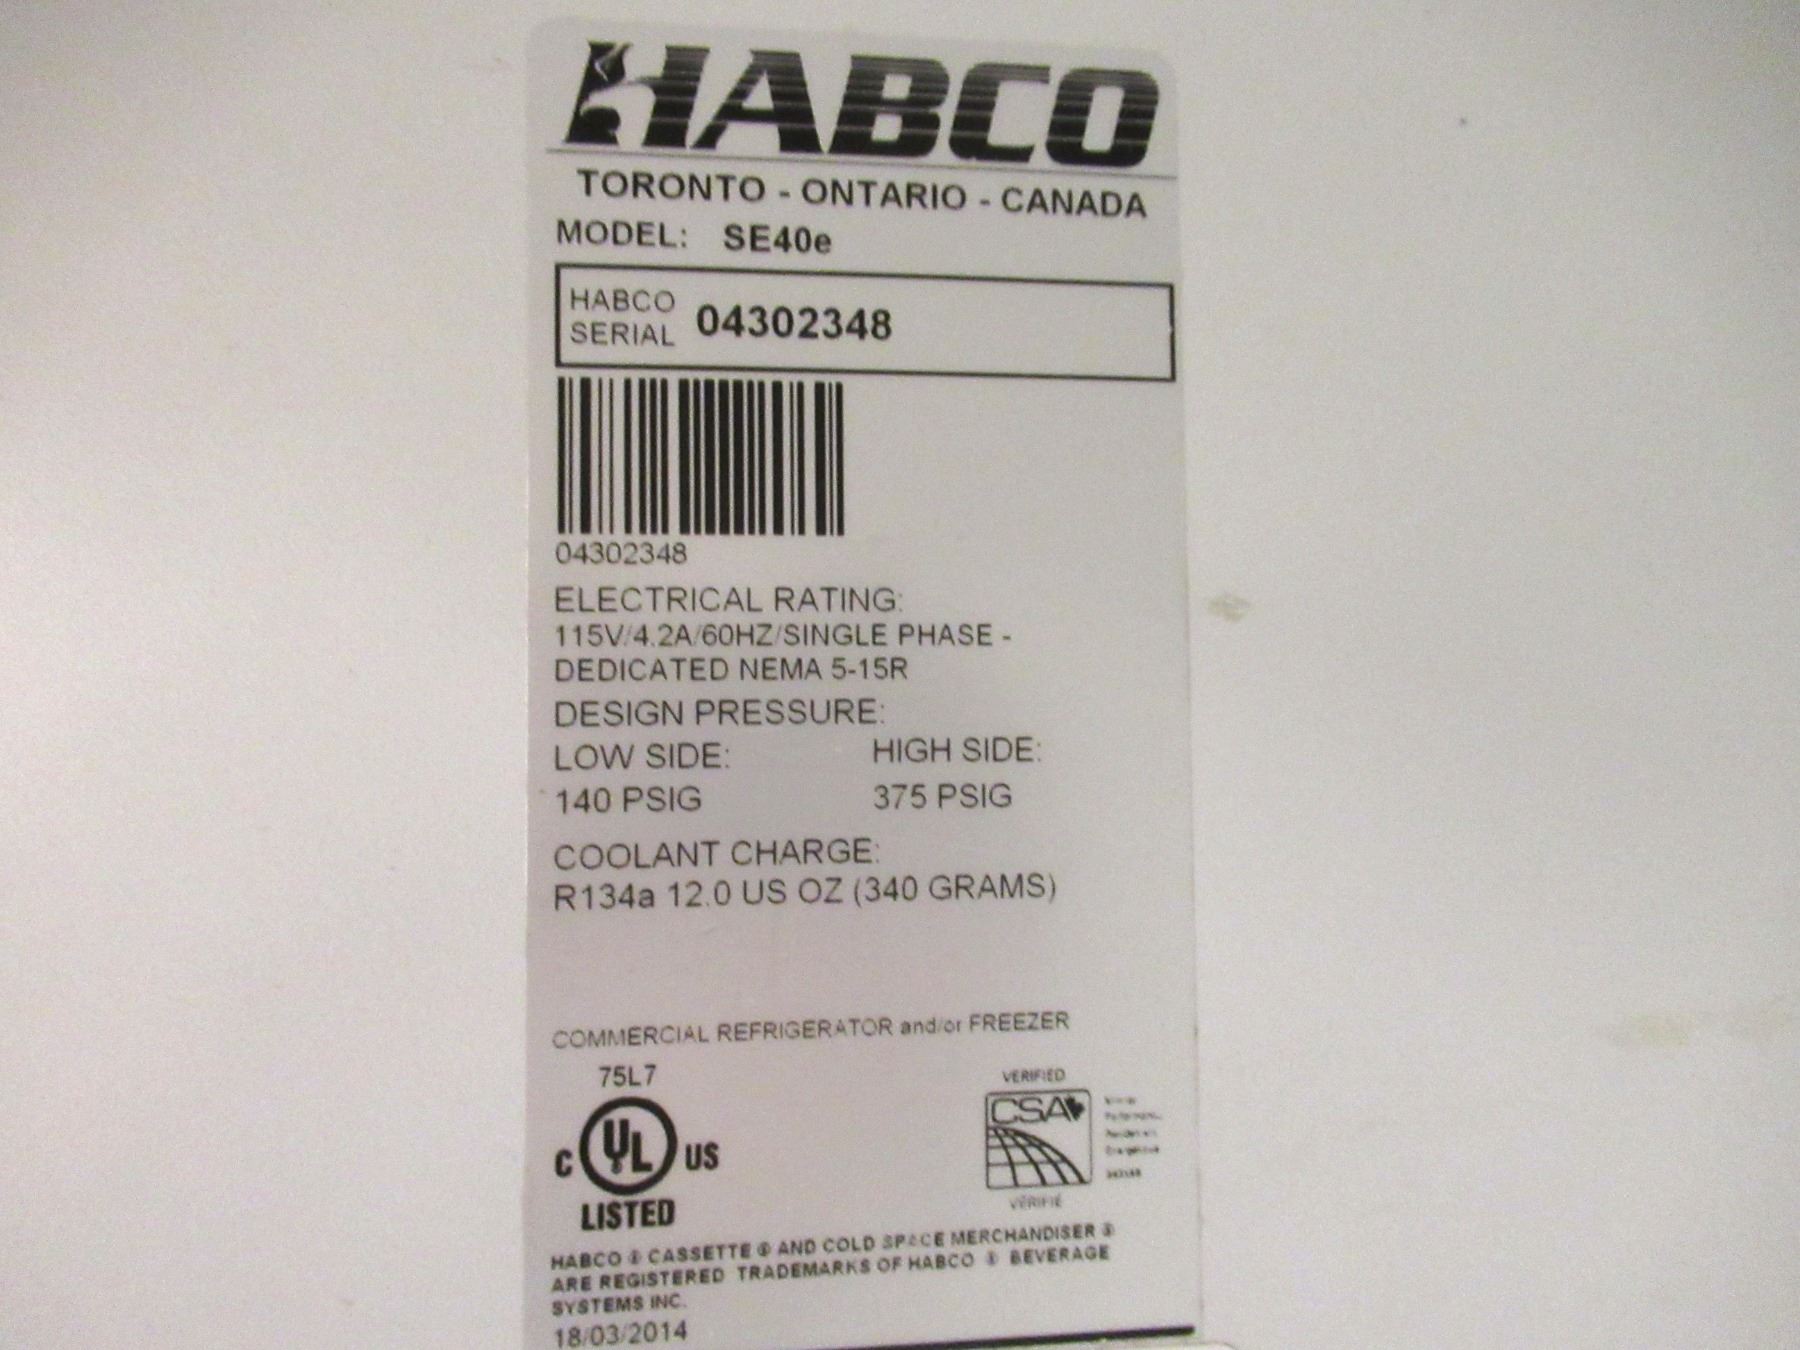 HABCO
TORONTO - ONTARIO - CANADA
MODEL: SE40e
HABCO SERIAL 04302348
04302348
ELECTRICAL RATING:
115V/4.2A/60HZ/SINGLE PHASE -
DEDICATED NEMA 5-15R
DESIGN PRESSURE:
LOW SIDE: HIGH SIDE:
140 PSIG 375 PSIG
COOLANT CHARGE:
R134a 12.0 US OZ (340 GRAMS)
COMMERCIAL REFRIGERATOR and/or FREEZER
75L7
C UL US
LISTED
VERIFIED
CSA
VÉRIFIÉ
HABCO ® CASSETTE ® AND COLD SPACE MERCHANDISER ®
ARE REGISTERED TRADEMARKS OF HABCO ® BEVERAGE
SYSTEMS INC.
18/03/2014